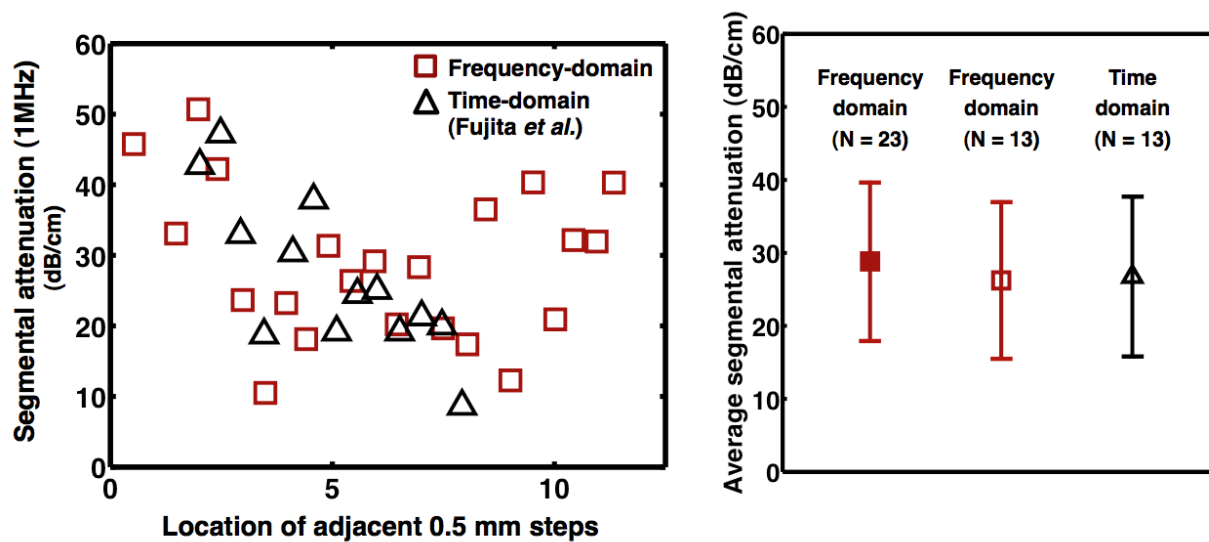 Segmental attenuation (1MHz)
(dB/cm)
60
50
40
30
20
10
0
Frequency-domain
Time-domain
(Fujita et al.)
0
5
10
Location of adjacent 0.5 mm steps
Average segmental attenuation (dB/cm)
60
50
40
30
20
10
0
Frequency
domain
(N = 23)
Frequency
domain
(N = 13)
Time
domain
(N = 13)